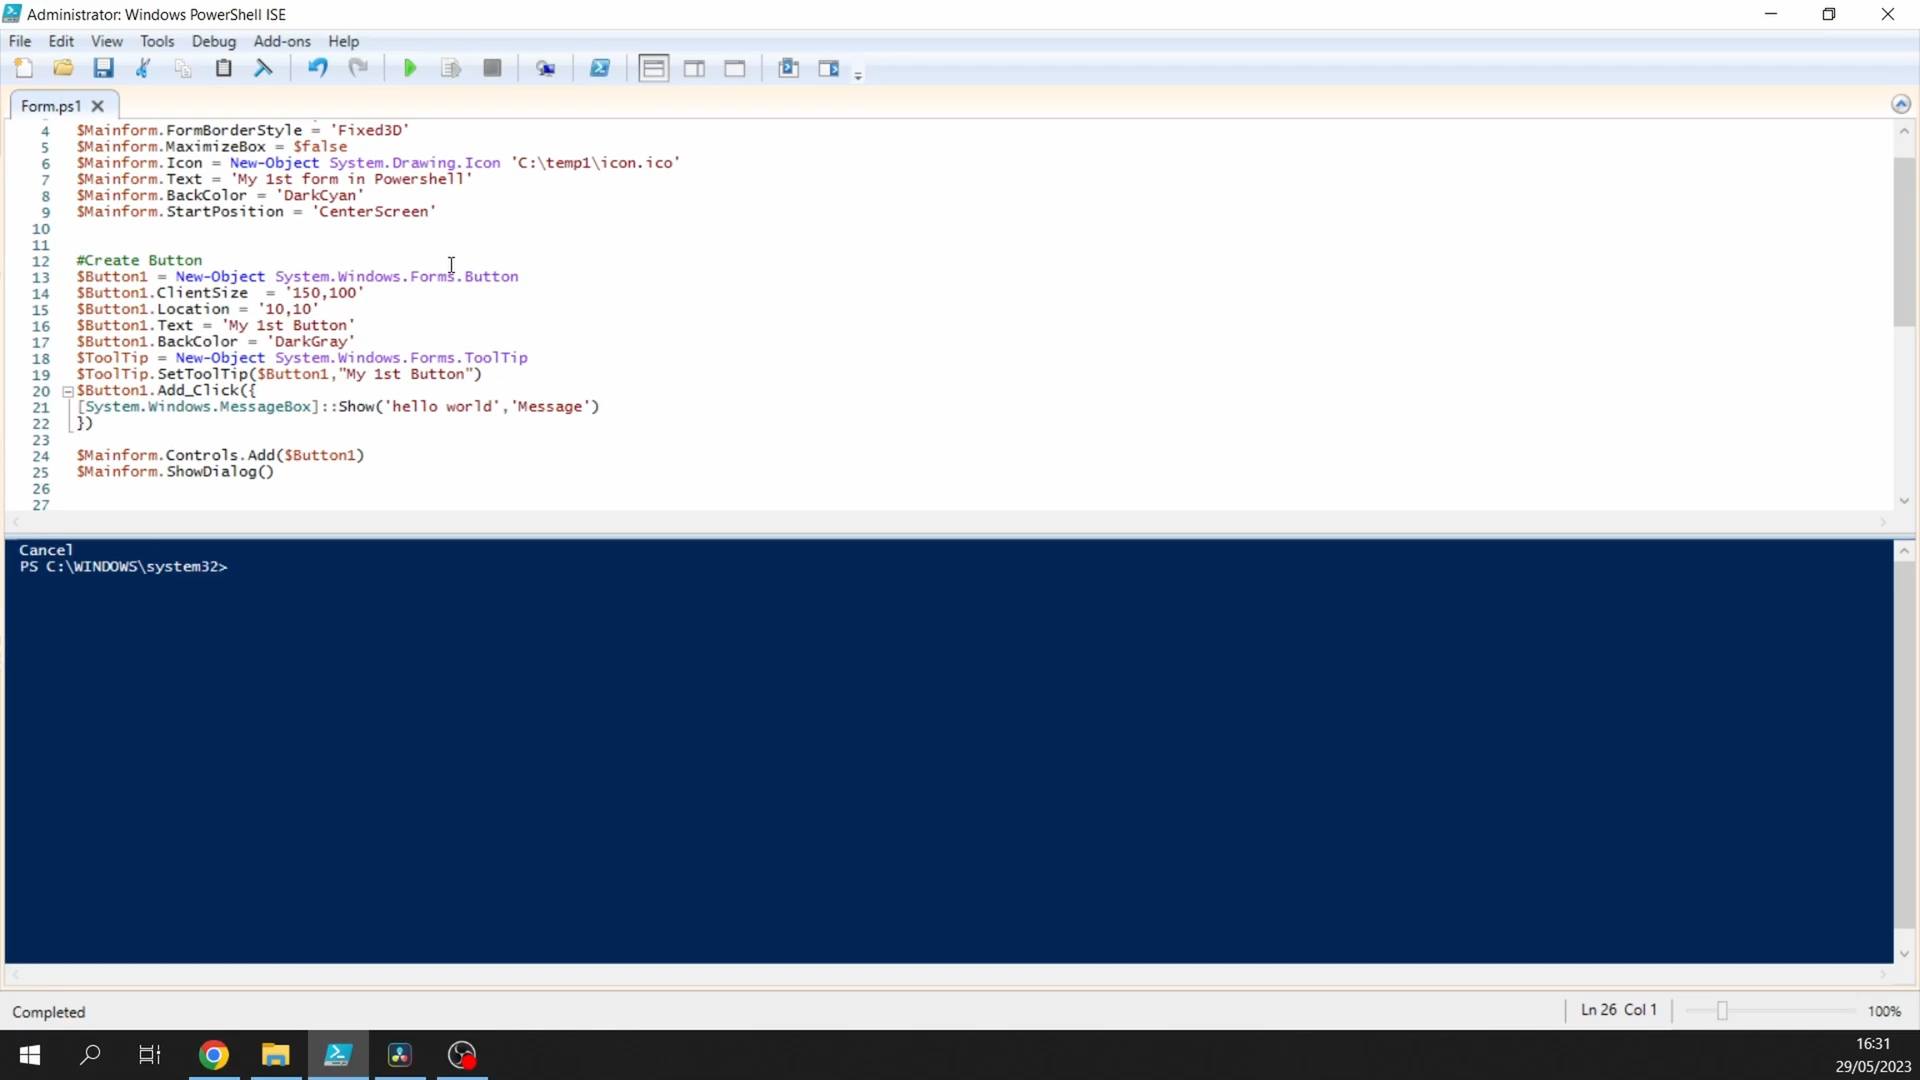 Administrator: Windows PowerShell ISE
File Edit View Tools Debug Add-ons Help
Form.ps1
4 $Mainform.FormBorderStyle = 'Fixed3D'
5 $Mainform.MaximizeBox = $false
6 $Mainform.Icon = New-Object System.Drawing.Icon 'C:\temp1\icon.ico'
7 $Mainform.Text = 'My 1st form in Powershell'
8 $Mainform.BackColor = 'DarkCyan'
9 $Mainform.StartPosition = 'CenterScreen'
10
11
12 #Create Button
13 $Button1 = New-Object System.Windows.Forms.Button
14 $Button1.ClientSize  = '150,100'
15 $Button1.Location = '10,10'
16 $Button1.Text = 'My 1st Button'
17 $Button1.BackColor = 'DarkGray'
18 $ToolTip = New-Object System.Windows.Forms.ToolTip
19 $ToolTip.SetToolTip($Button1,"My 1st Button")
20 $Button1.Add_Click({
21 [System.Windows.MessageBox]::Show('hello world','Message')
22 })
23
24 $Mainform.Controls.Add($Button1)
25 $Mainform.ShowDialog()
26
27
Cancel
PS C:\WINDOWS\system32>
Completed
Ln 26 Col 1
100%
16:31
29/05/2023